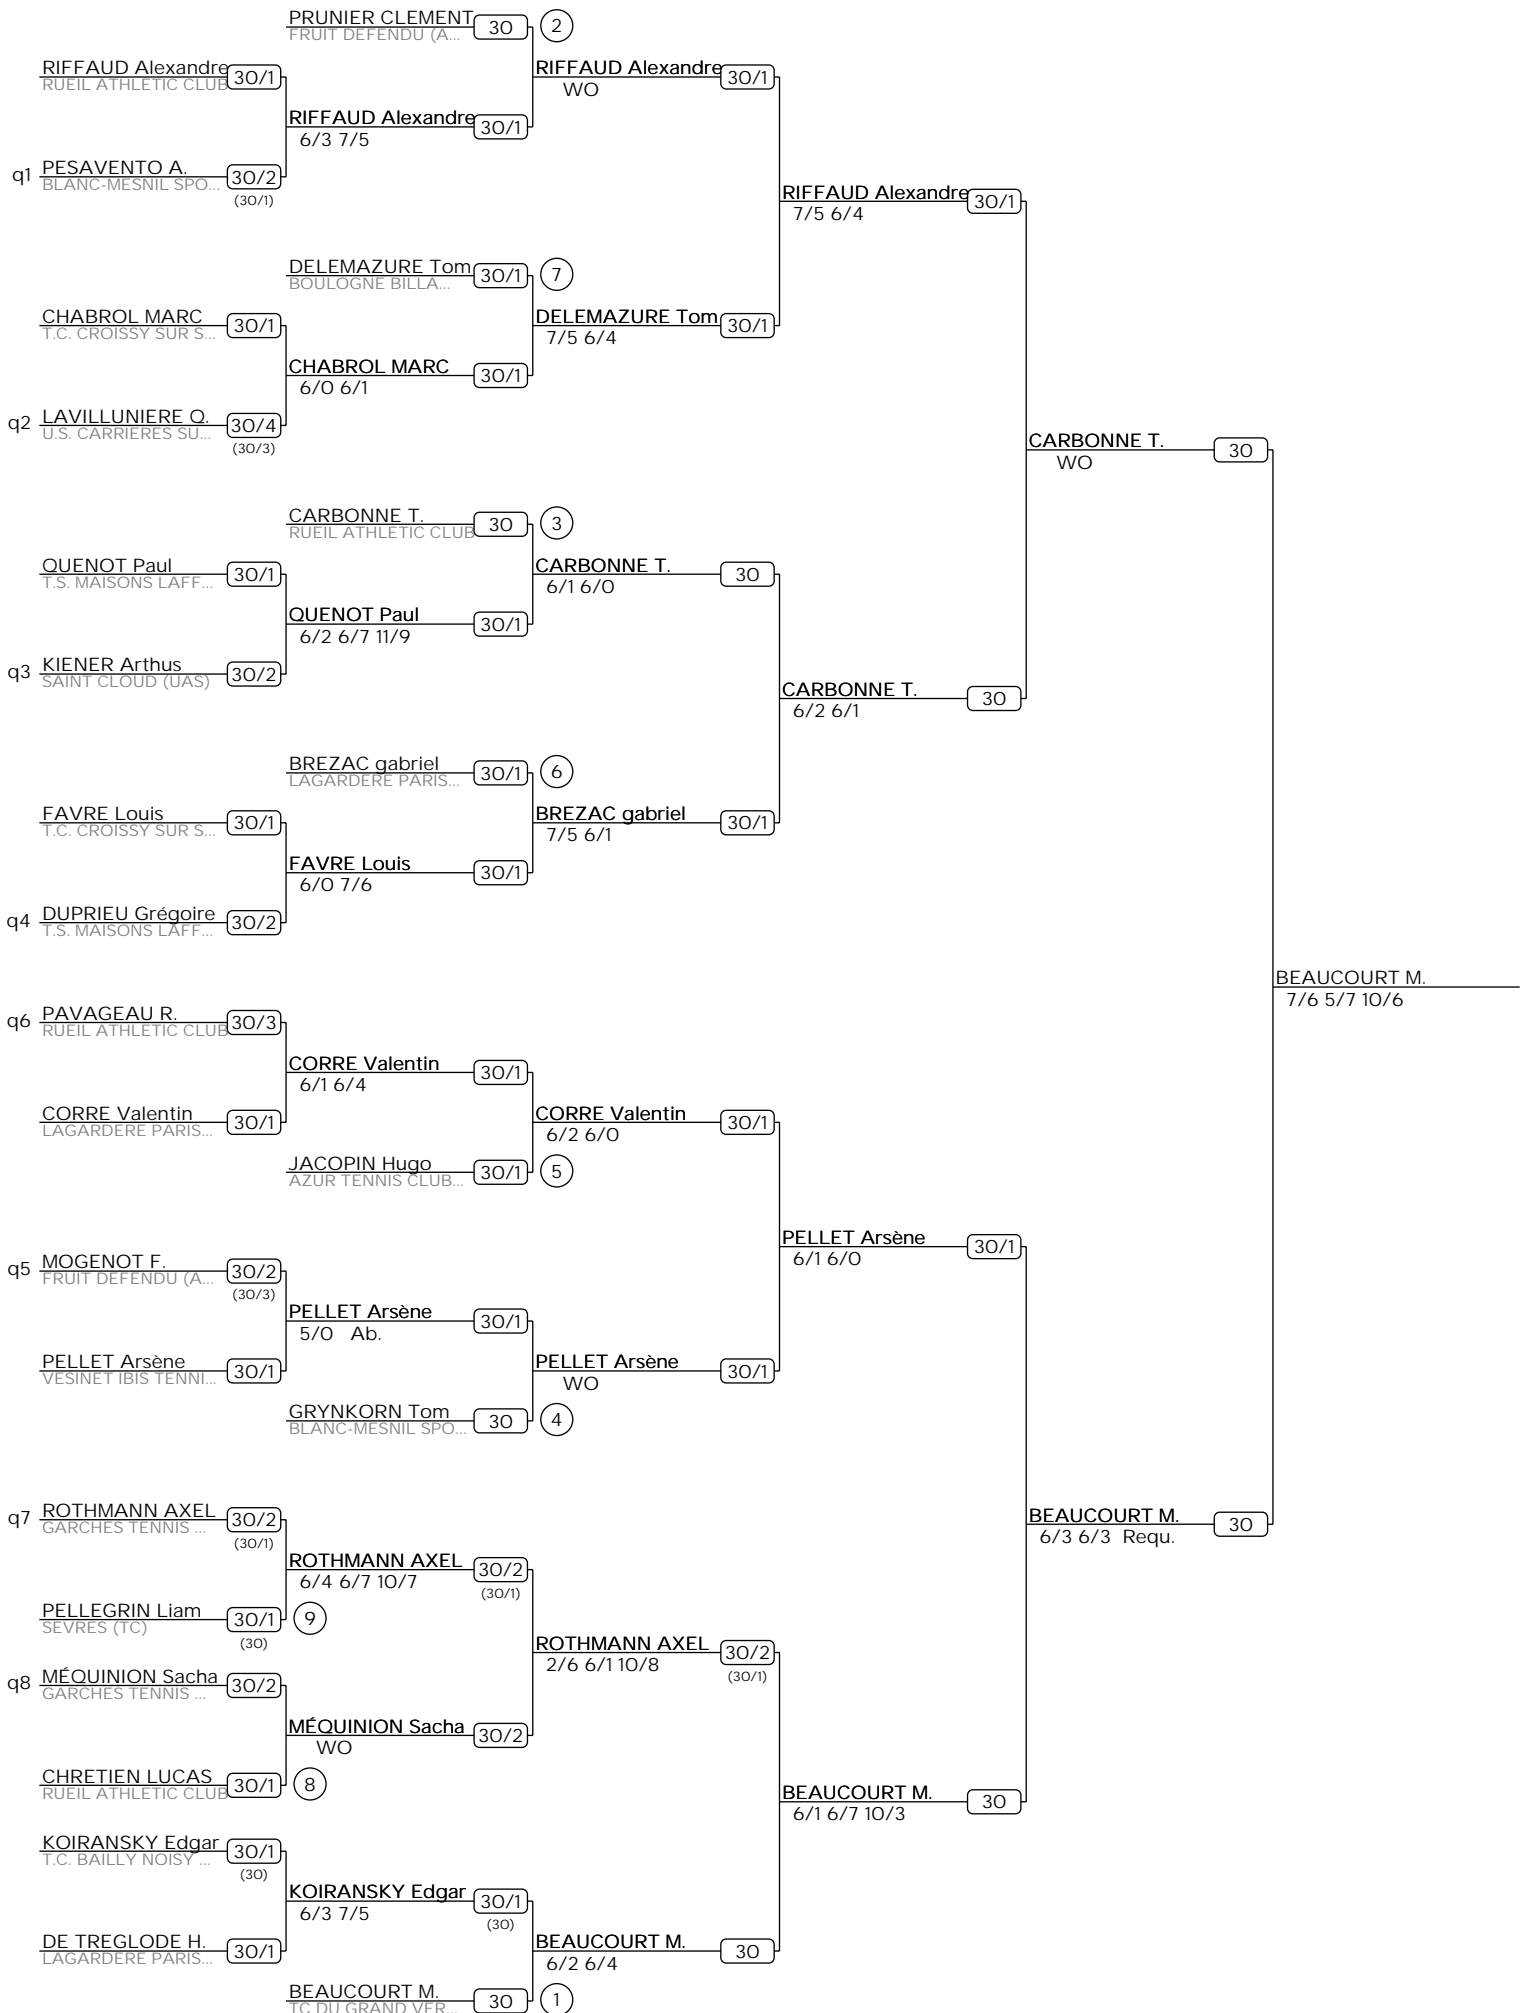 PRUNIER CLEMENT 30 2
FRUIT DEFENDU (A...
RIFFAUD Alexandre 30/1
RUEIL ATHLETIC CLUB
RIFFAUD Alexandre 30/1
WO
RIFFAUD Alexandre 30/1
6/3 7/5
q1 PESAVENTO A. 30/2
BLANC-MESNIL SPO...
(30/1)
RIFFAUD Alexandre 30/1
7/5 6/4
DELEMAZURE Tom 30/1 7
BOULOGNE BILLA...
CHABROL MARC 30/1
T.C. CROISSY SUR S...
DELEMAZURE Tom 30/1
7/5 6/4
CHABROL MARC 30/1
6/0 6/1
q2 LAVILLUNIERE Q. 30/4
U.S. CARRIERES SU...
(30/3)
CARBONNE T. 30
WO
CARBONNE T. 30 3
RUEIL ATHLETIC CLUB
QUENOT Paul 30/1
T.S. MAISONS LAFF...
CARBONNE T. 30
6/1 6/0
QUENOT Paul 30/1
6/2 6/7 11/9
q3 KIENER Arthus 30/2
SAINT CLOUD (UAS)
CARBONNE T. 30
6/2 6/1
BREZAC gabriel 30/1 6
LAGARDERE PARIS...
FAVRE Louis 30/1
T.C. CROISSY SUR S...
BREZAC gabriel 30/1
7/5 6/1
FAVRE Louis 30/1
6/0 7/6
q4 DUPRIEU Grégoire 30/2
T.S. MAISONS LAFF...
BEAUCOURT M.
7/6 5/7 10/6
q6 PAVAGEAU R. 30/3
RUEIL ATHLETIC CLUB
CORRE Valentin 30/1
6/1 6/4
CORRE Valentin 30/1
LAGARDERE PARIS...
CORRE Valentin 30/1
6/2 6/0
JACOPIN Hugo 30/1 5
AZUR TENNIS CLUB...
PELLET Arsène 30/1
6/1 6/0
q5 MOGENOT F. 30/2
FRUIT DEFENDU (A...
(30/3)
PELLET Arsène 30/1
5/0 Ab.
PELLET Arsène 30/1
VESINET IBIS TENNI...
PELLET Arsène 30/1
WO
GRYNKORN Tom 30 4
BLANC-MESNIL SPO...
q7 ROTHMANN AXEL 30/2
GARCHES TENNIS ...
(30/1)
BEAUCOURT M. 30
6/3 6/3 Requ.
ROTHMANN AXEL 30/2
6/4 6/7 10/7
(30/1)
PELLEGRIN Liam 30/1 9
SEVRES (TC)
(30)
ROTHMANN AXEL 30/2
2/6 6/1 10/8
(30/1)
q8 MÉQUINION Sacha 30/2
GARCHES TENNIS ...
MÉQUINION Sacha 30/2
WO
CHRETIEN LUCAS 30/1 8
RUEIL ATHLETIC CLUB
BEAUCOURT M. 30
6/1 6/7 10/3
KOIRANSKY Edgar 30/1
T.C. BAILLY NOISY ...
(30)
KOIRANSKY Edgar 30/1
6/3 7/5
(30)
DE TREGLODE H. 30/1
LAGARDERE PARIS...
BEAUCOURT M. 30
6/2 6/4
BEAUCOURT M. 30 1
TC DU GRAND VER...